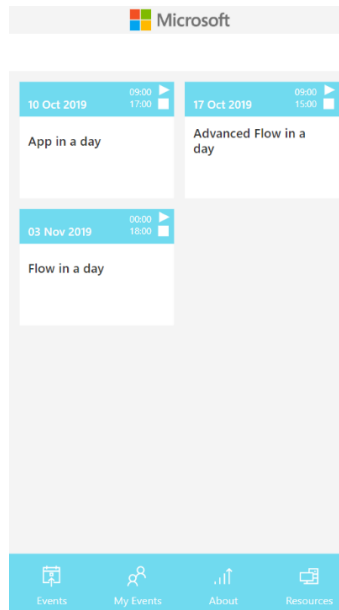 Microsoft
10 Oct 2019
09:00
17:00
App in a day
17 Oct 2019
09:00
15:00
Advanced Flow in a
day
03 Nov 2019
00:00
18:00
Flow in a day
Events
My Events
About
Resources